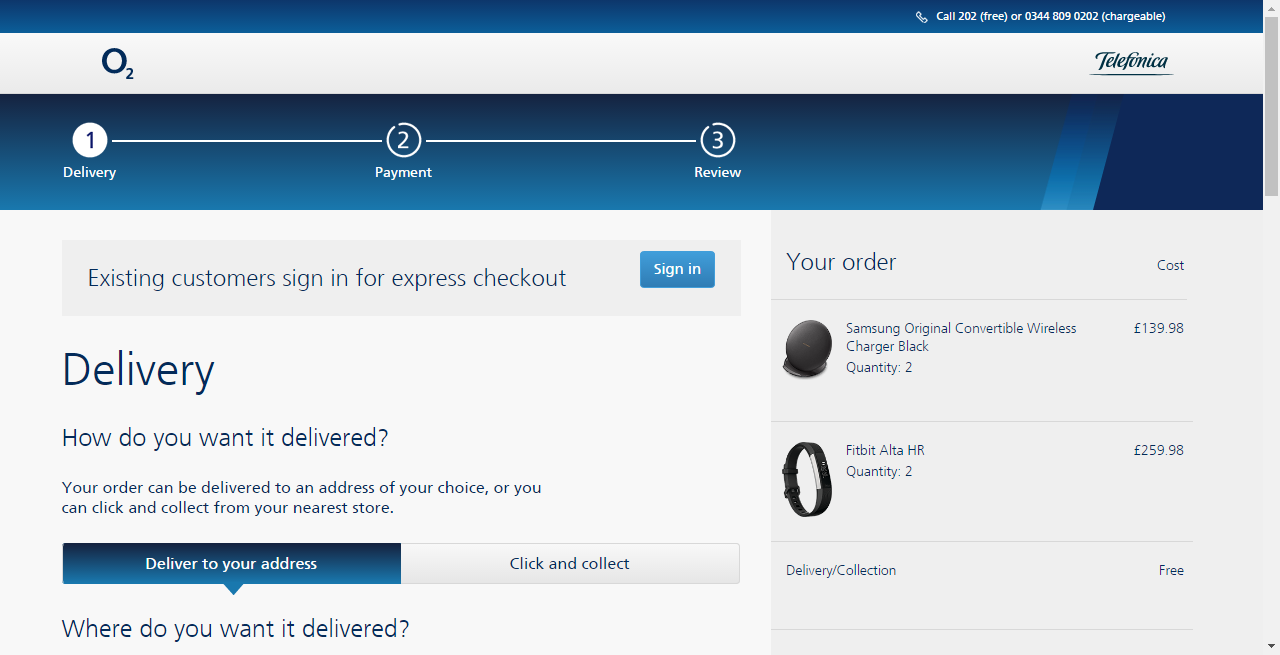 Call 202 (free) or 0344 809 0202 (chargeable)
O2
Telefónica
1
2
3
Delivery
Payment
Review
Existing customers sign in for express checkout
Sign in
Delivery
How do you want it delivered?
Your order can be delivered to an address of your choice, or you
can click and collect from your nearest store.
Deliver to your address
Click and collect
Where do you want it delivered?
Your order
Cost
Samsung Original Convertible Wireless
Charger Black
£139.98
Quantity: 2
Fitbit Alta HR
£259.98
Quantity: 2
Delivery/Collection
Free